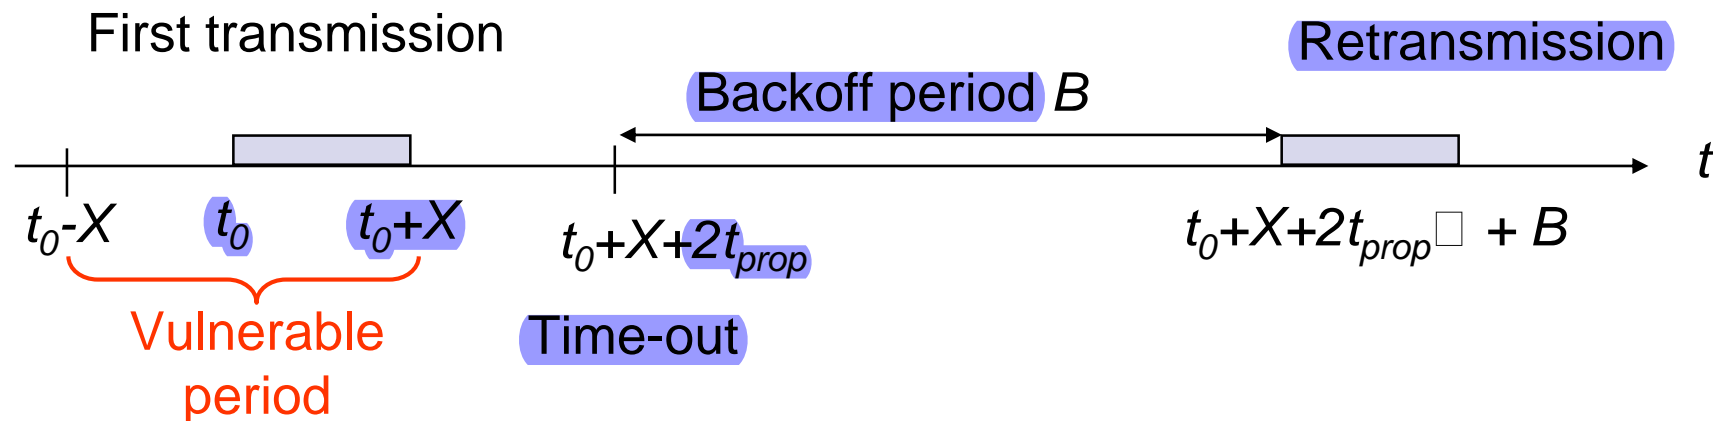 First transmission
Retransmission
Backoff period B
t
t0-X
t0
t0+X
t0+X+2tprop
t0+X+2tprop□ + B
Vulnerable
period
Time-out